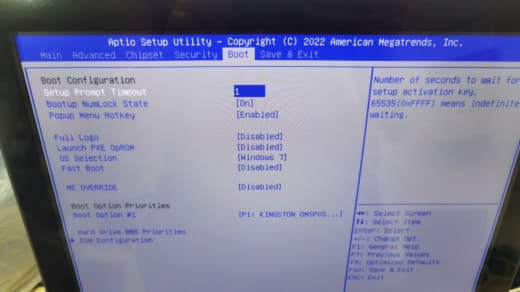 Aptio Setup Utility – Copyright (C) 2022 American Megatrends, Inc.
Main Advanced Chipset Security Boot Save & Exit
Boot Configuration
Setup Prompt Timeout 1
Bootup NumLock State [On]
Popup Menu Hotkey [Enabled]
Full Logo [Disabled]
Launch PXE OpROM [Disabled]
OS Selection [Windows 7]
Fast Boot [Disabled]
ME OVERRIDE [Disabled]
Boot Option Priorities
Boot Option #1 [P1: KINGSTON OMSP0S...]
Hard Drive BBS Priorities
CSM Configuration
Number of seconds to wait for
setup activation key.
65535(0xFFFF) means indefinite
waiting.
↔: Select Screen
↑↓: Select Item
Enter: Select
+/-: Change Opt.
F1: General Help
F7: Previous Values
F9: Optimized Defaults
F10: Save & Exit
ESC: Exit